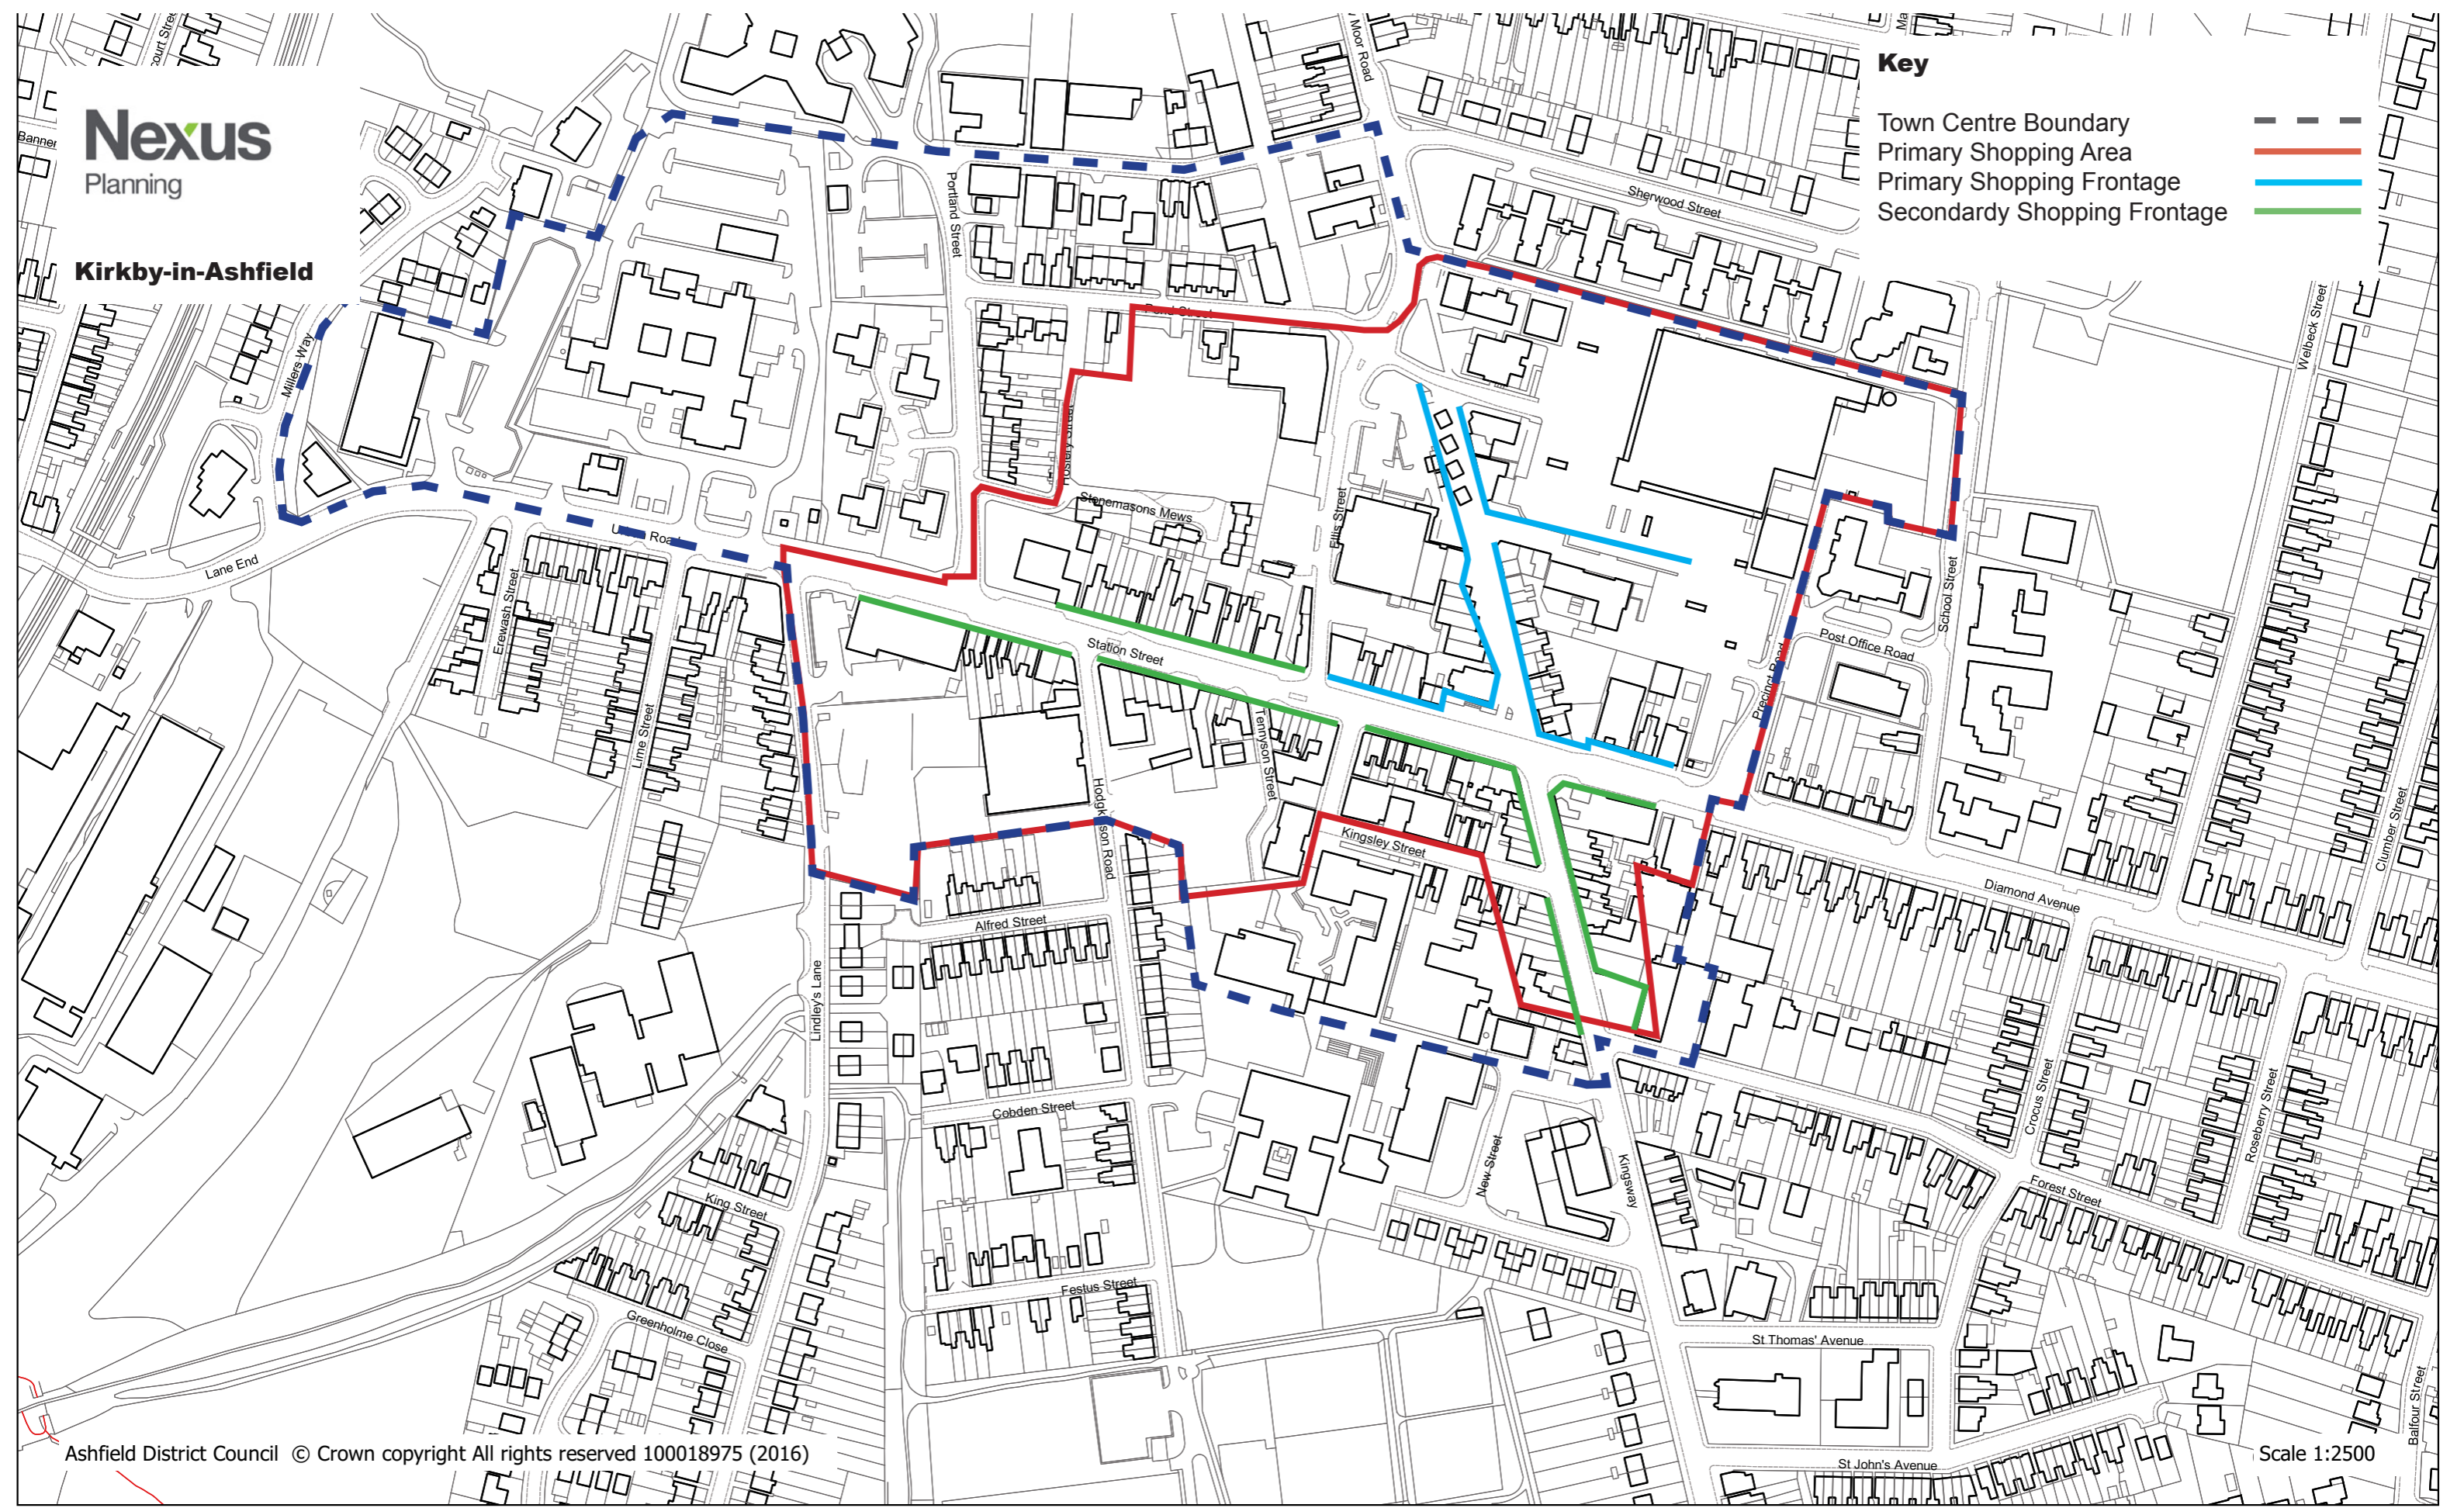 Nexus
Planning
Kirkby-in-Ashfield
Key
Town Centre Boundary
Primary Shopping Area
Primary Shopping Frontage
Secondardy Shopping Frontage
Moor Road
Sherwood Street
Portland Street
Pond Street
Welbeck Street
Millers Way
Stonemasons Mews
Ellis Street
Lane End
Erewash Street
Station Street
School Street
Post Office Road
Precinct Road
Lime Street
Tennyson Street
Hodgkinson Road
Kingsley Street
Clumber Street
Diamond Avenue
Alfred Street
Lindley's Lane
Cobden Street
Crocus Street
Roseberry Street
New Street
Kingsway
King Street
Forest Street
Festus Street
Greenholme Close
St Thomas' Avenue
Balfour Street
St John's Avenue
Ashfield District Council © Crown copyright All rights reserved 100018975 (2016)
Scale 1:2500